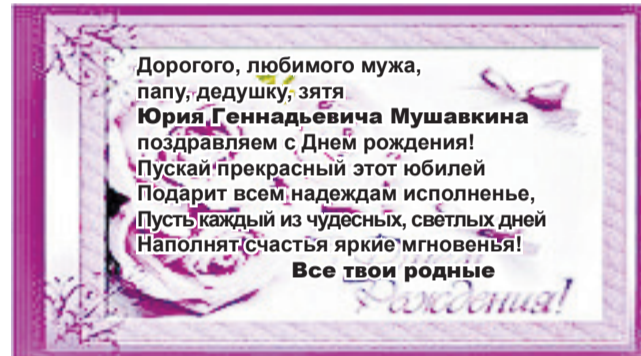 Дорогого, любимого мужа,
папу, дедушку, зятя
Юрия Геннадьевича Мушавкина
поздравляем с Днем рождения!
Пускай прекрасный этот юбилей
Подарит всем надеждам исполненье,
Пусть каждый из чудесных, светлых дней
Наполнят счастья яркие мгновенья!
Все твои родные
Днем
Рождения!